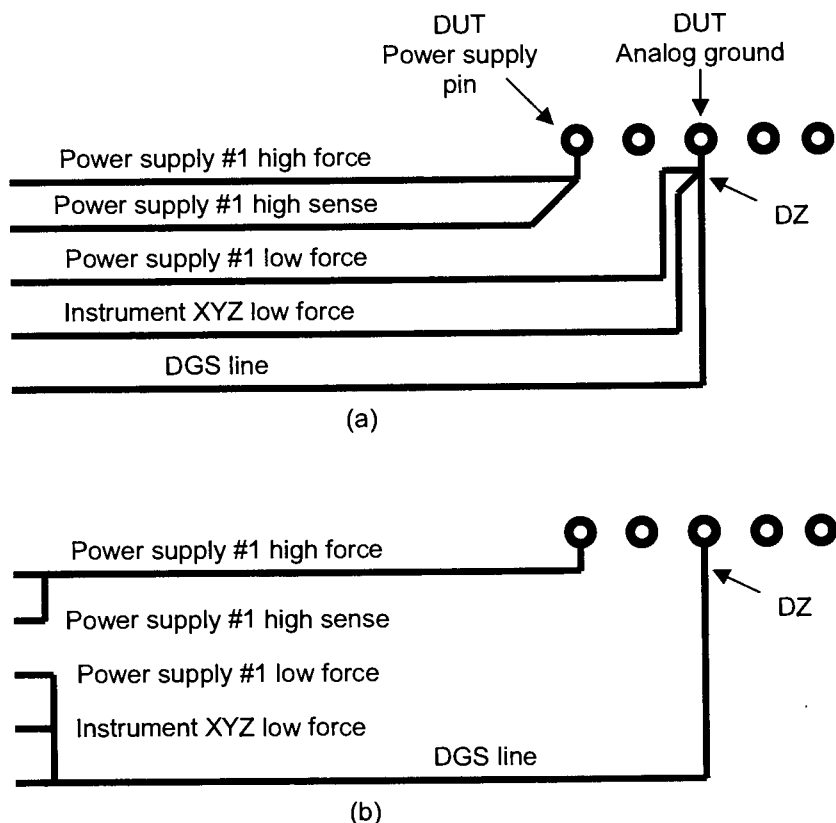 DUT
Power supply
pin
DUT
Analog ground
Power supply #1 high force
Power supply #1 high sense
DZ
Power supply #1 low force
Instrument XYZ low force
DGS line
(a)
Power supply #1 high force
DZ
Power supply #1 high sense
Power supply #1 low force
Instrument XYZ low force
DGS line
(b)